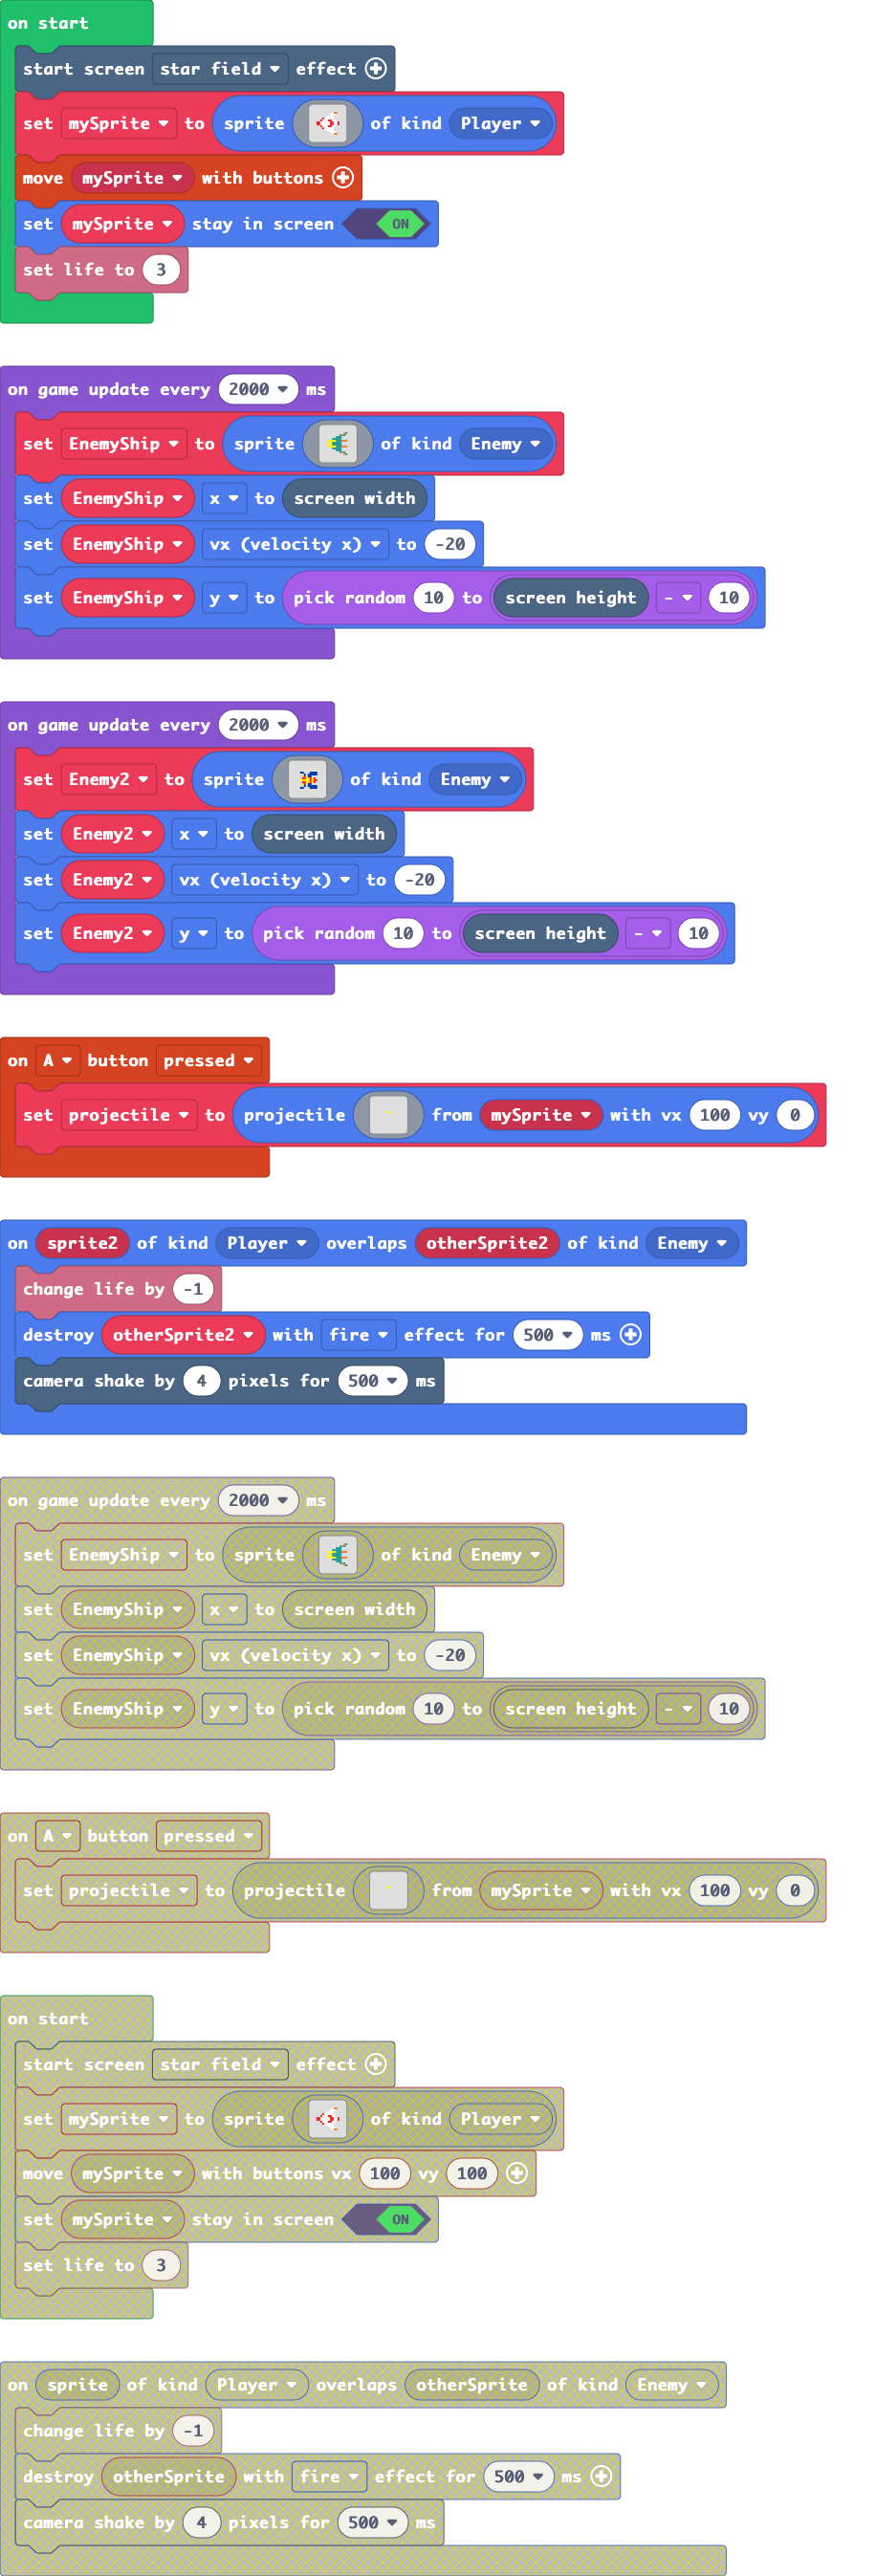 on start
start screen star field effect
set mySprite to sprite of kind Player
move mySprite with buttons
set mySprite stay in screen ON
set life to 3
on game update every 2000 ms
set EnemyShip to sprite of kind Enemy
set EnemyShip x to screen width
set EnemyShip vx (velocity x) to -20
set EnemyShip y to pick random 10 to screen height - 10
on game update every 2000 ms
set Enemy2 to sprite of kind Enemy
set Enemy2 x to screen width
set Enemy2 vx (velocity x) to -20
set Enemy2 y to pick random 10 to screen height - 10
on A button pressed
set projectile to projectile from mySprite with vx 100 vy 0
on sprite2 of kind Player overlaps otherSprite2 of kind Enemy
change life by -1
destroy otherSprite2 with fire effect for 500 ms
camera shake by 4 pixels for 500 ms
on game update every 2000 ms
set EnemyShip to sprite of kind Enemy
set EnemyShip x to screen width
set EnemyShip vx (velocity x) to -20
set EnemyShip y to pick random 10 to screen height - 10
on A button pressed
set projectile to projectile from mySprite with vx 100 vy 0
on start
start screen star field effect
set mySprite to sprite of kind Player
move mySprite with buttons vx 100 vy 100
set mySprite stay in screen ON
set life to 3
on sprite of kind Player overlaps otherSprite of kind Enemy
change life by -1
destroy otherSprite with fire effect for 500 ms
camera shake by 4 pixels for 500 ms